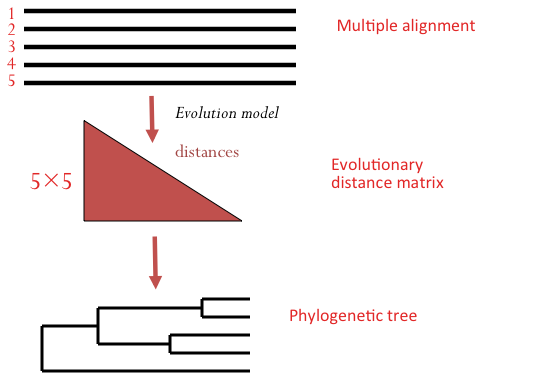 1
2
3
4
5
Multiple alignment
Evolution model
distances
5×5
Evolutionary
distance matrix
Phylogenetic tree